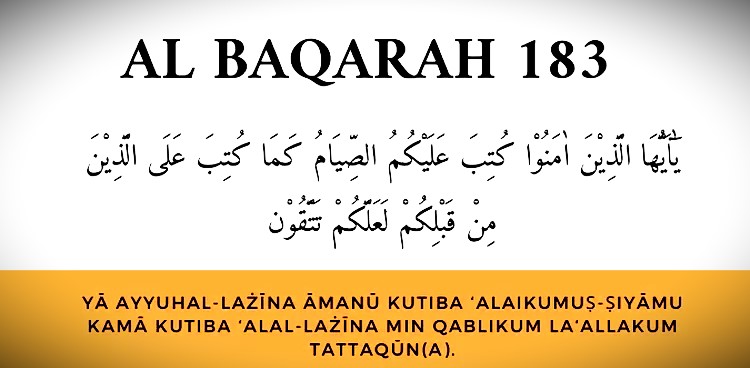 AL BAQARAH 183
يٰٓاَيُّهَا الَّذِيْنَ اٰمَنُوْا كُتِبَ عَلَيْكُمُ الصِّيَامُ كَمَا كُتِبَ عَلَى الَّذِيْنَ
مِنْ قَبْلِكُمْ لَعَلَّكُمْ تَتَّقُوْن
YĀ AYYUHAL-LAŻĪNA ĀMANŪ KUTIBA ‘ALAIKUMUṢ-ṢIYĀMU
KAMĀ KUTIBA ‘ALAL-LAŻĪNA MIN QABLIKUM LA‘ALLAKUM
TATTAQŪN(A).